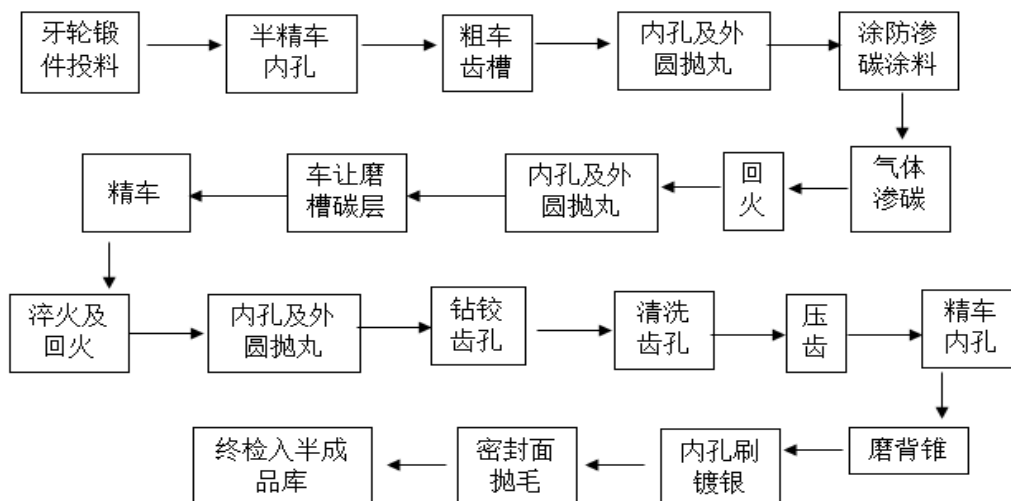 牙轮锻
件投料
半精车
内孔
粗车
齿槽
内孔及外
圆抛丸
涂防渗
碳涂料
气体
渗碳
回
火
内孔及外
圆抛丸
车让磨
槽碳层
精车
淬火及
回火
内孔及外
圆抛丸
钻铰
齿孔
清洗
齿孔
压
齿
精车
内孔
磨背锥
内孔刷
镀银
密封面
抛毛
终检入半成
品库